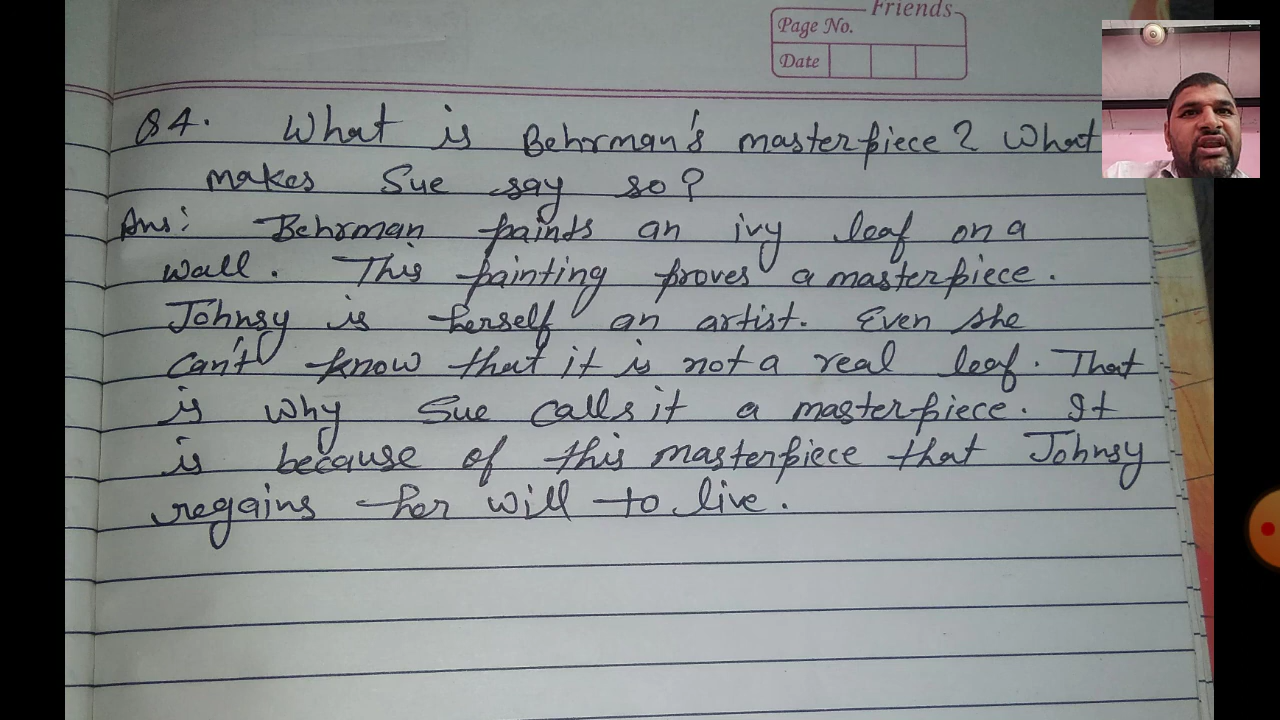 Friends
Page No.
Date
Q4. What is Behrman's masterpiece? What
makes Sue say so?
Ans: Behrman paints an ivy leaf on a
wall. This painting proves a masterpiece.
Johnsy is herself an artist. Even she
can't know that it is not a real leaf. That
is why Sue calls it a masterpiece. It
is because of this masterpiece that Johnsy
regains her will to live.